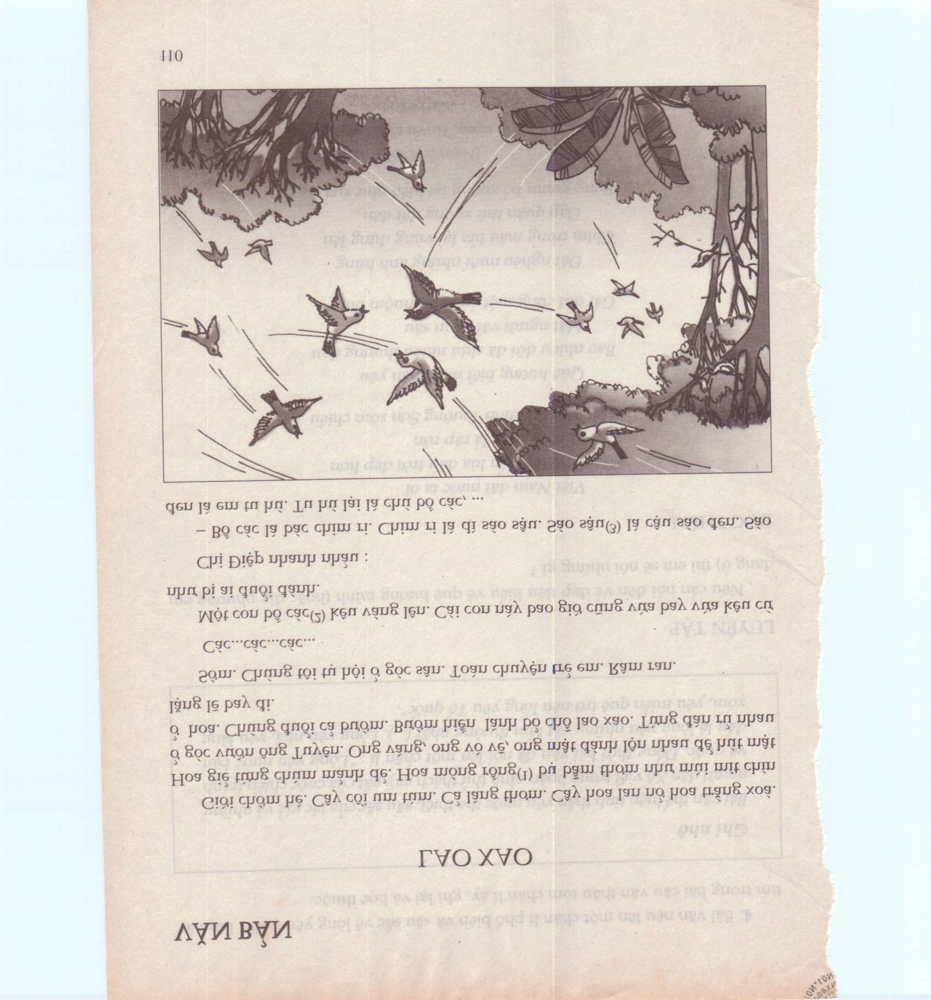 VĂN BẢN
LAO XAO
Giời chớm hè. Cây cối um tùm. Cả làng thơm. Cây hoa lan nở hoa trắng xoá.
Hoa giẻ từng chùm mảnh dẻ. Hoa móng rồng(1) bụ bẫm thơm như mùi mít chín
ở góc vườn ông Tuyên. Ong vàng, ong vò vẽ, ong mật đánh lộn nhau để hút mật
ở hoa. Chúng đuổi cả bướm. Bướm hiền lành bỏ chỗ lao xao. Từng đàn rủ nhau
lặng lẽ bay đi.
Sớm. Chúng tôi tụ hội ở góc sân. Toàn chuyện trẻ em. Râm ran.
Các...các...các...
Một con bồ các(2) kêu váng lên. Cái con này bao giờ cũng vừa bay vừa kêu cứ
như bị ai đuổi đánh.
Chị Điệp nhanh nhảu :
– Bồ các là bác chim ri. Chim ri là dì sáo sậu. Sáo sậu(3) là cậu sáo đen. Sáo
đen là em tu hú. Tu hú lại là chú bồ các, ...
110